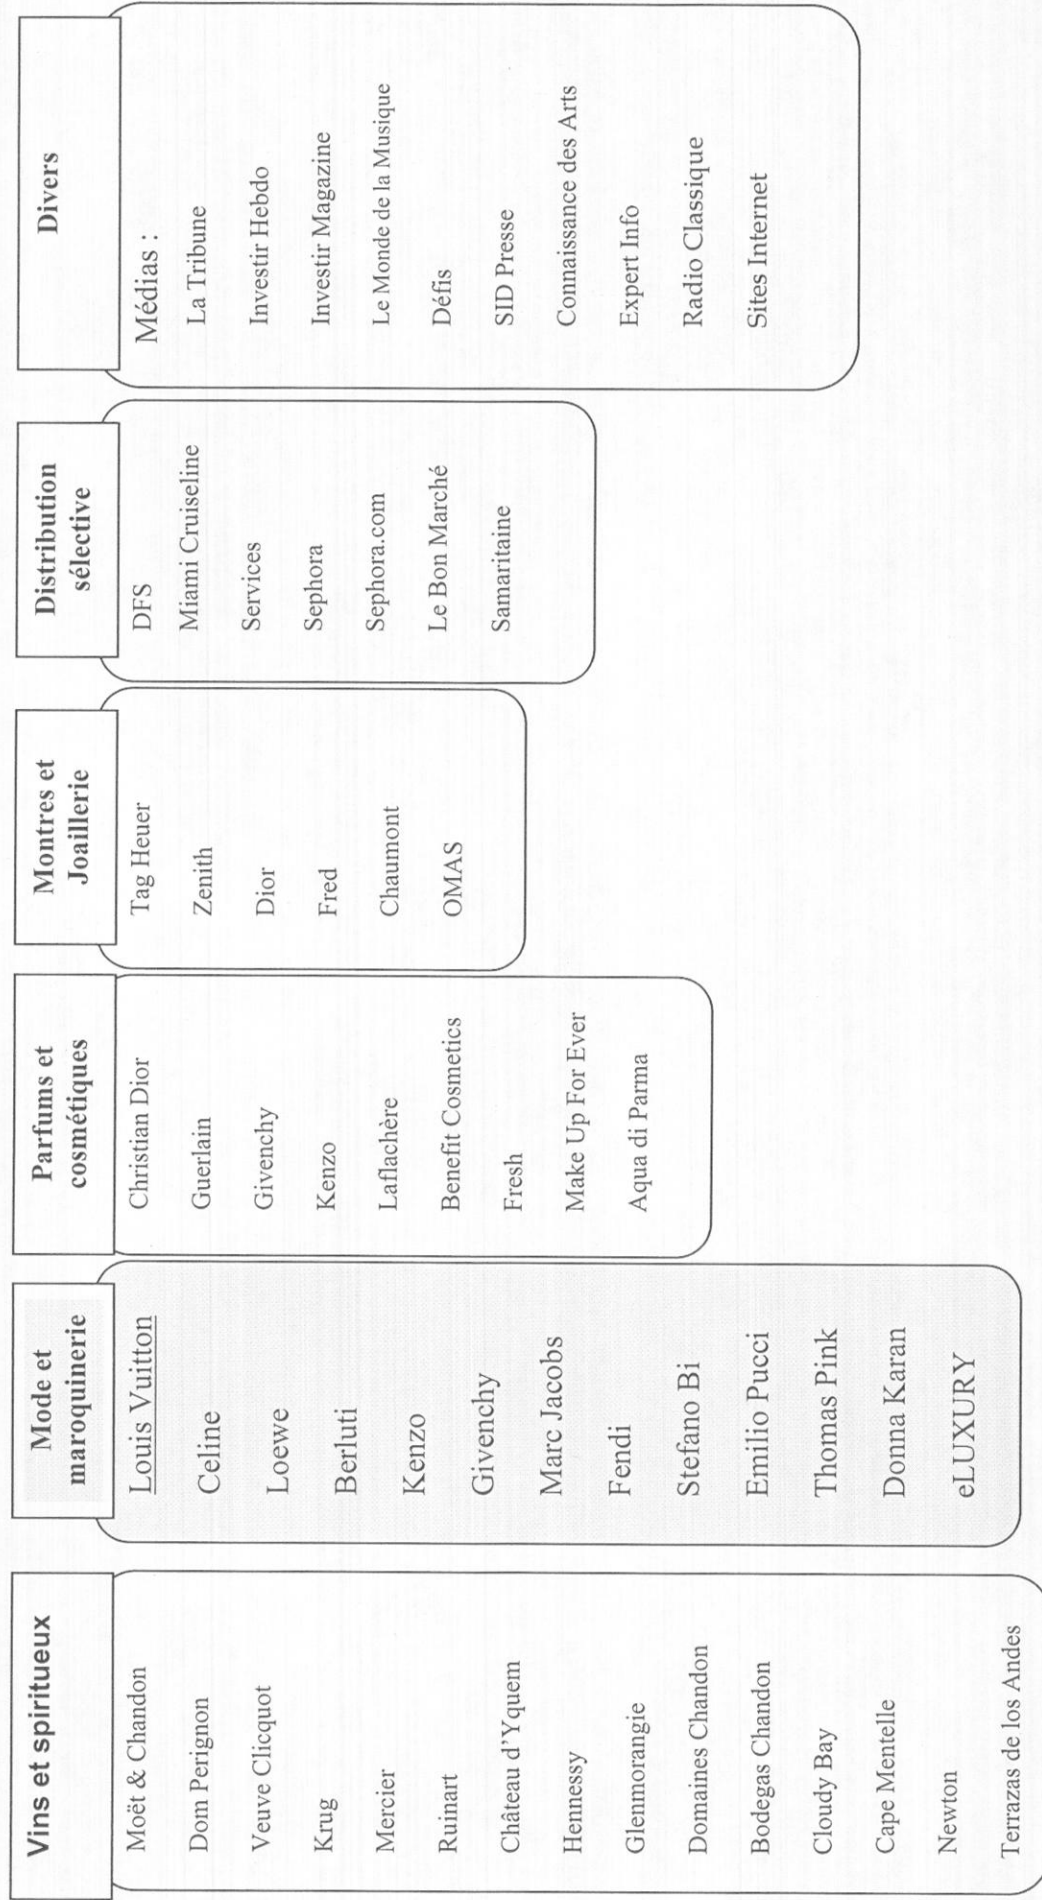 Vins et spiritueux
Moët & Chandon
Dom Perignon
Veuve Clicquot
Krug
Mercier
Ruinart
Château d'Yquem
Hennessy
Glenmorangie
Domaines Chandon
Bodegas Chandon
Cloudy Bay
Cape Mentelle
Newton
Terrazas de los Andes
Mode et
maroquinerie
Louis Vuitton
Celine
Loewe
Berluti
Kenzo
Givenchy
Marc Jacobs
Fendi
Stefano Bi
Emilio Pucci
Thomas Pink
Donna Karan
eLUXURY
Parfums et
cosmétiques
Christian Dior
Guerlain
Givenchy
Kenzo
Laflachère
Benefit Cosmetics
Fresh
Make Up For Ever
Aqua di Parma
Montres et
Joaillerie
Tag Heuer
Zenith
Dior
Fred
Chaumont
OMAS
Distribution
sélective
DFS
Miami Cruiseline
Services
Sephora
Sephora.com
Le Bon Marché
Samaritaine
Divers
Médias :
La Tribune
Investir Hebdo
Investir Magazine
Le Monde de la Musique
Défis
SID Presse
Connaissance des Arts
Expert Info
Radio Classique
Sites Internet